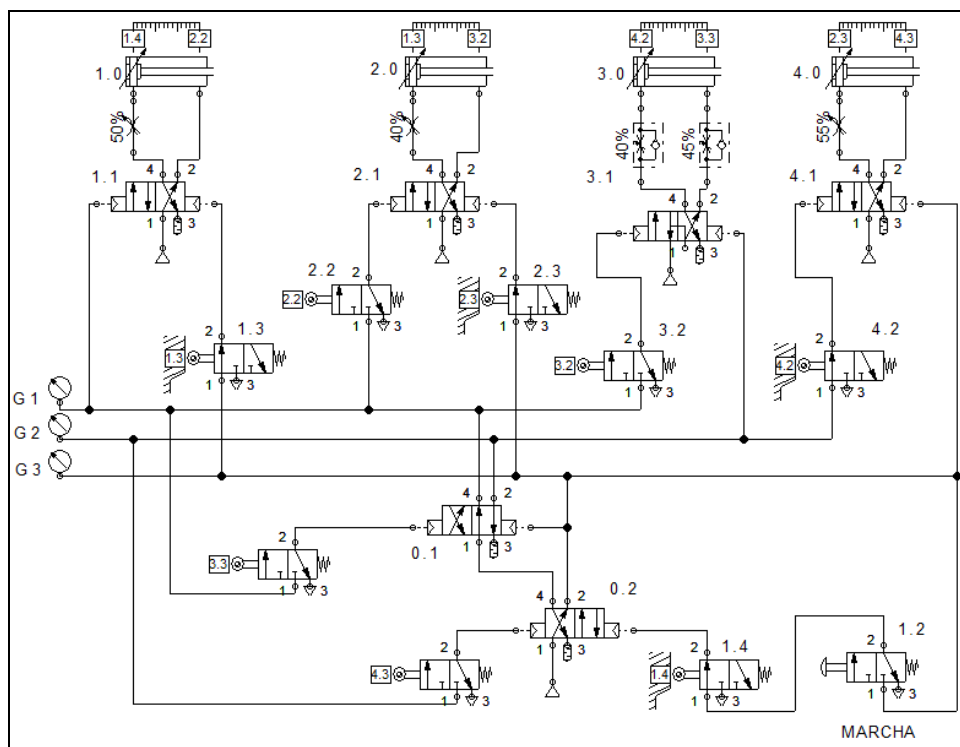 1.4 2.2 1.3 3.2 4.2 3.3 2.3 4.3
1.0 2.0 3.0 4.0
50% 40% 40% 45% 55%
4 2 4 2 4 2
1.1 2.1 3.1 4.1
4 2
1 3 1 3 1 3
1 3
2.2 2 2.3 2
2.2 2.3
1 3 1 3
2 1.3 2 3.2 2 4.2
1.3 3.2 4.2
1 3 1 3 1 3
G 1
G 2
G 3
4 2
0.1 1 3
2
3.3
1 3
4 2 0.2
1 3
2 2 1.4 2 1.2
4.3 1.4
1 3 1 3 1 3
MARCHA